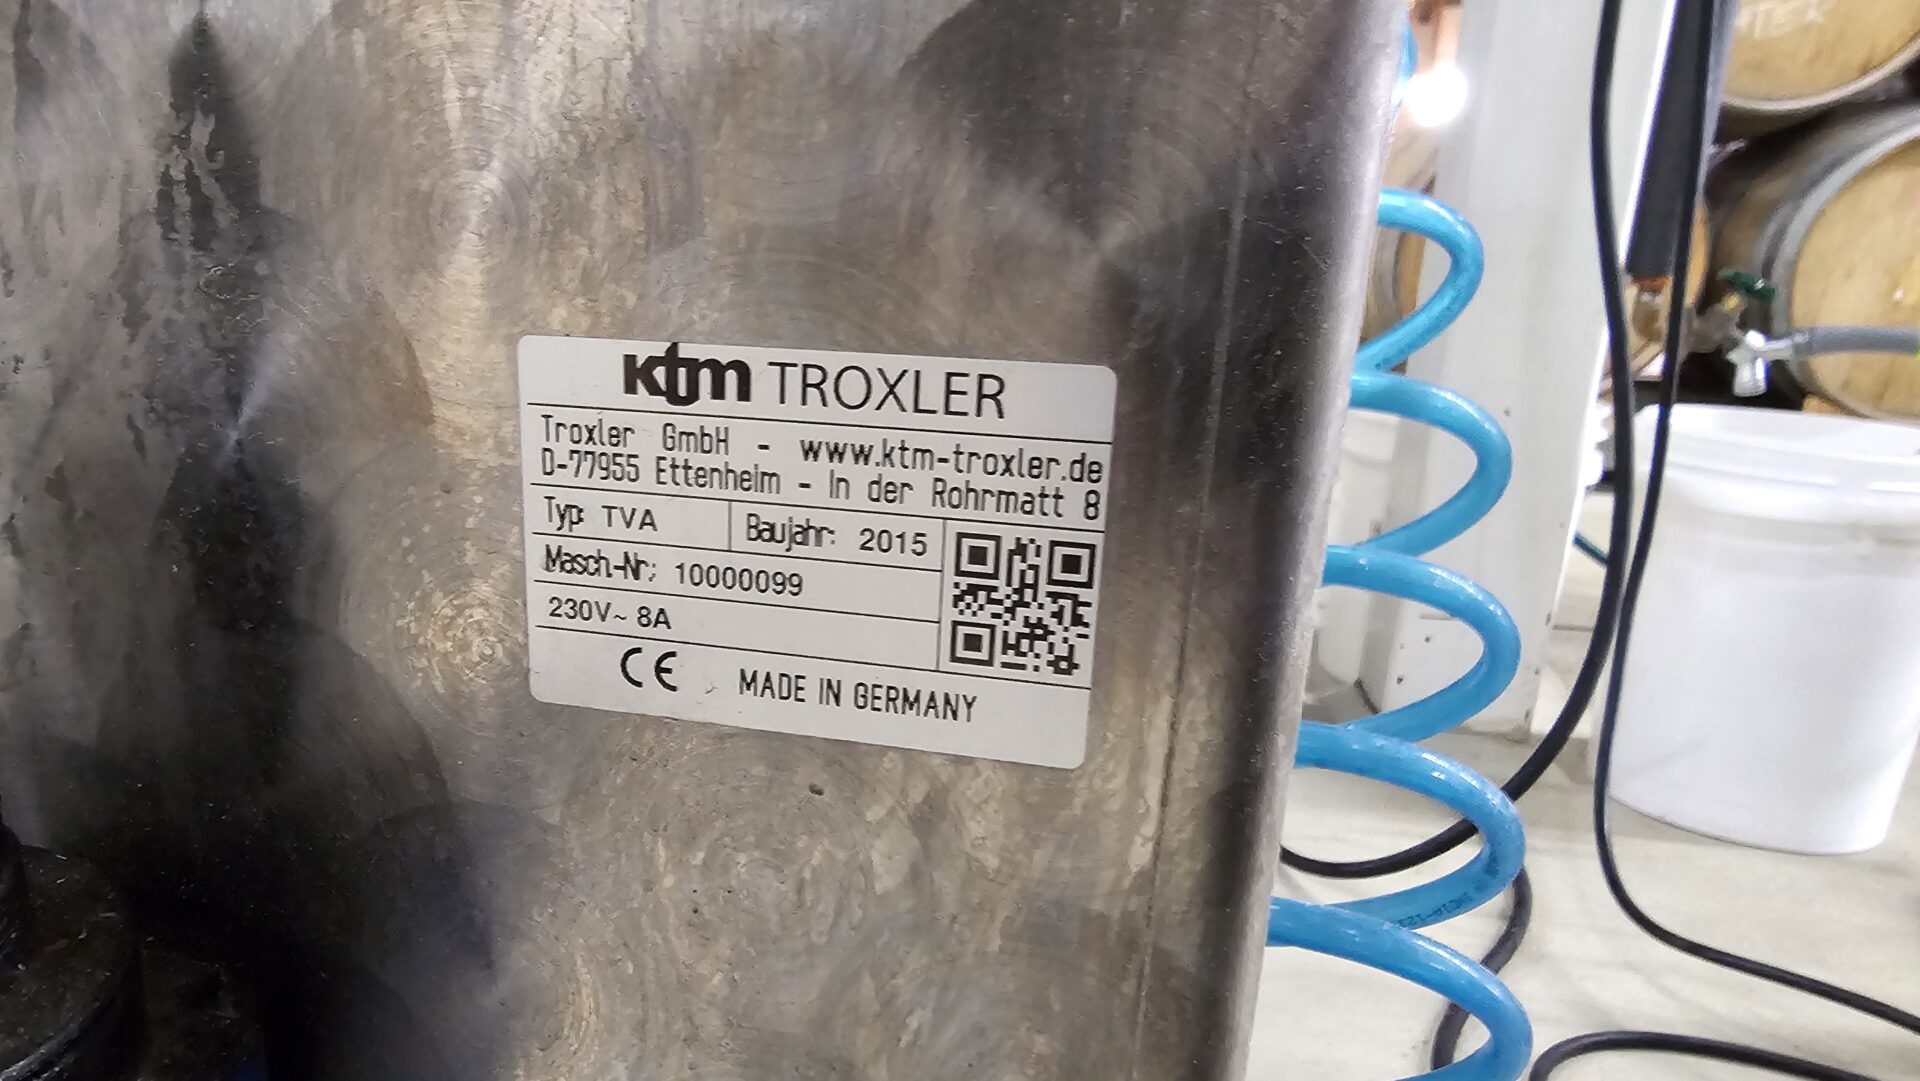 ktm TROXLER
Troxler GmbH - www.ktm-troxler.de
D-77955 Ettenheim - In der Rohrmatt 8
Typ: TVA Baujahr: 2015
Masch.-Nr.: 10000099
230V~ 8A
CE MADE IN GERMANY